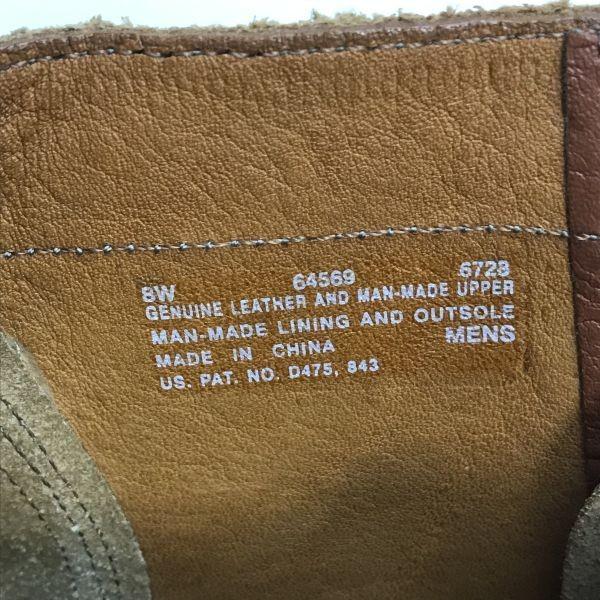 8W 64569 6728
GENUINE LEATHER AND MAN-MADE UPPER
MAN-MADE LINING AND OUTSOLE
MADE IN CHINA MENS
US. PAT. NO. D475, 843